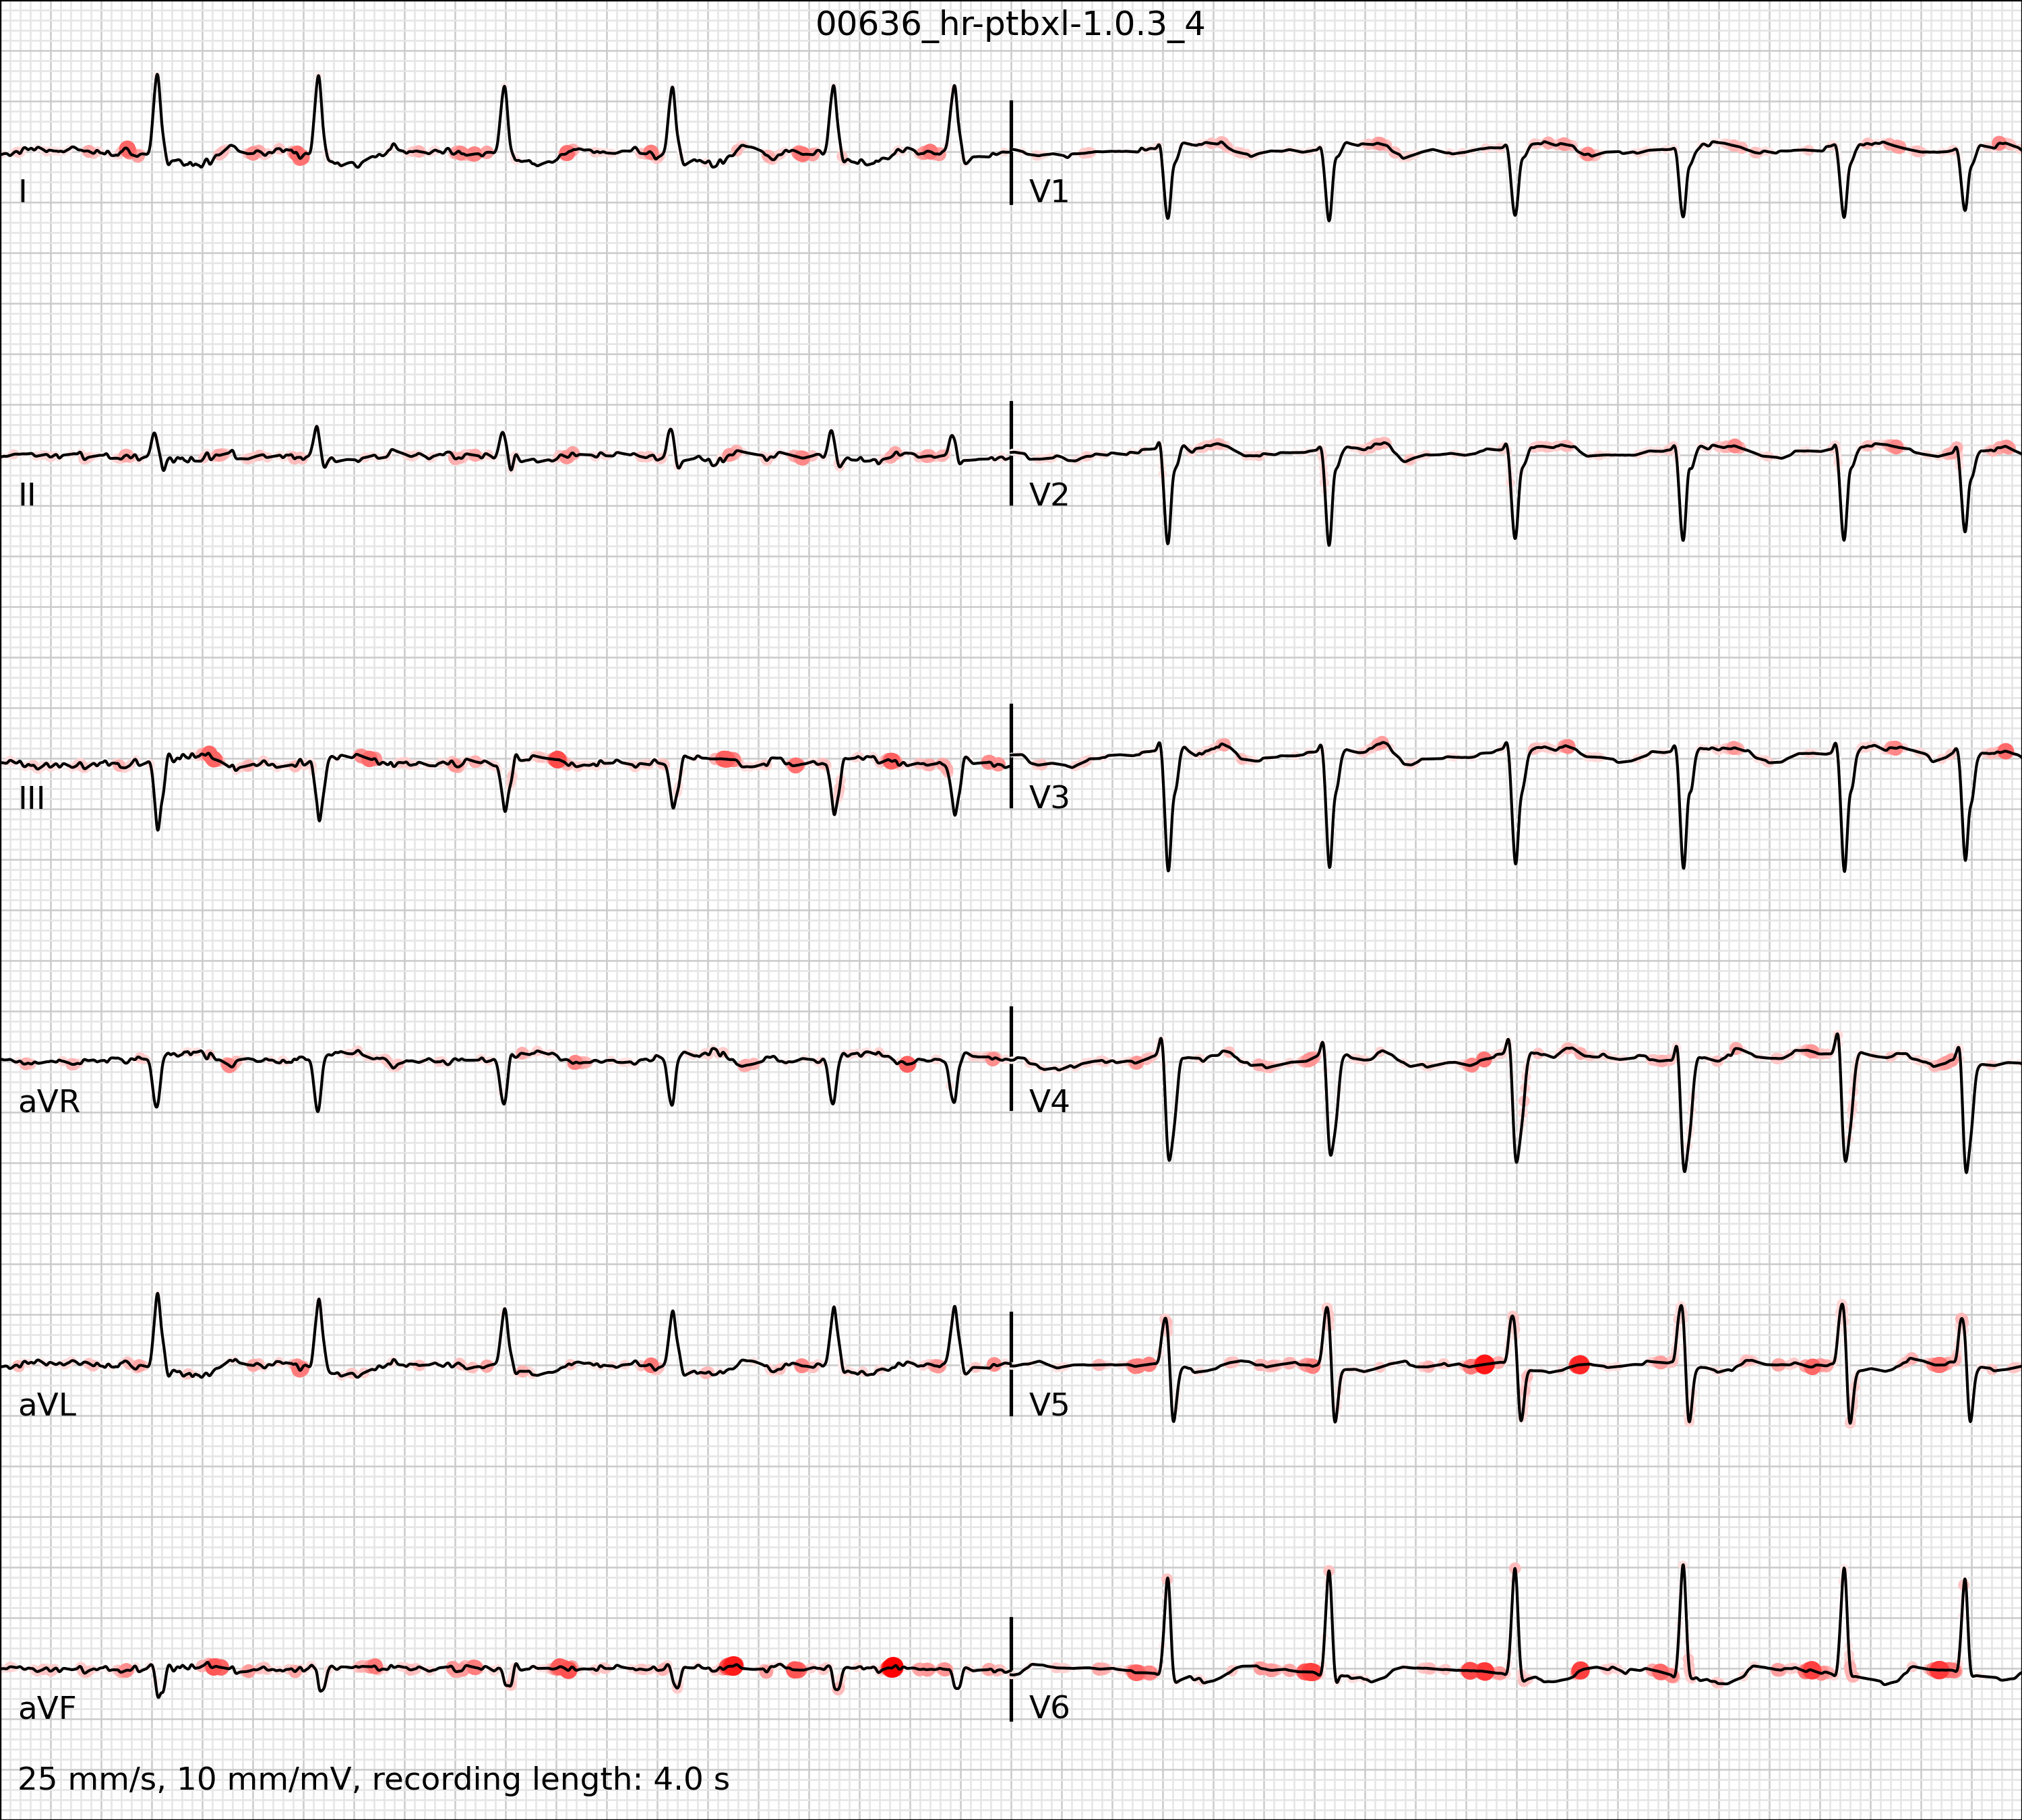 00636_hr-ptbxl-1.0.3_4
I
V1
II
V2
III
V3
aVR
V4
aVL
V5
aVF
V6
25 mm/s, 10 mm/mV, recording length: 4.0 s